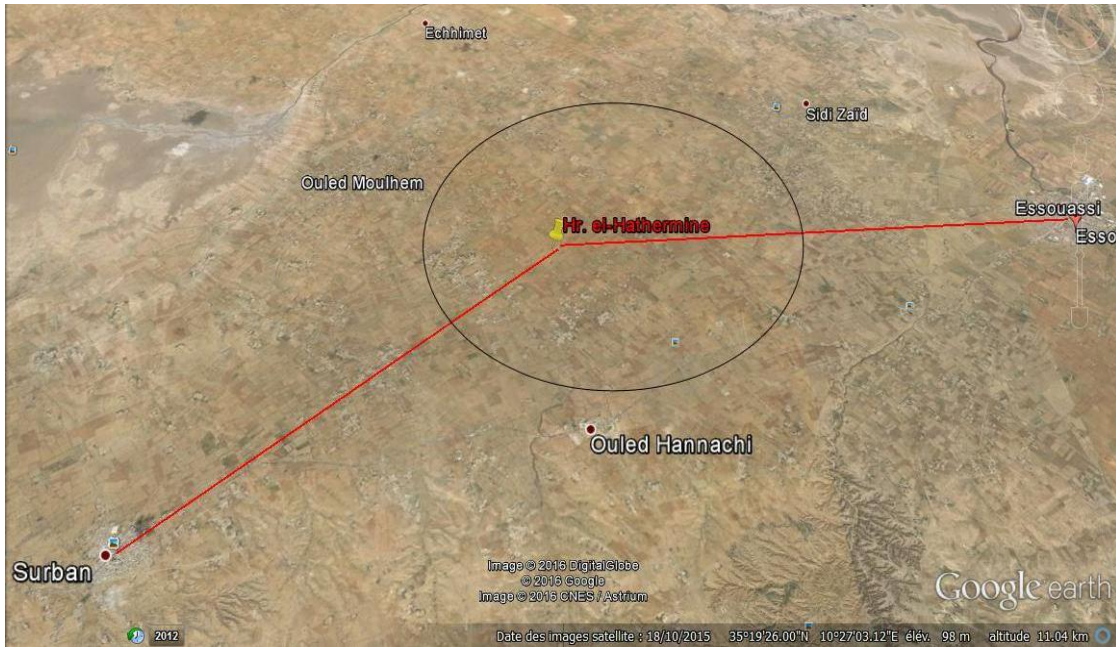 Echhimet
Sidi Zaïd
Ouled Moulhem
Essouassi
Hr. el-Hathermine
Esso
Ouled Hannachi
Surban
Image © 2016 DigitalGlobe
© 2016 Google
Image © 2016 CNES / Astrium
Google earth
2012
Date des images satellite : 18/10/2015 35°19'26.00"N 10°27'03.12"E élév. 98 m altitude 11.04 km